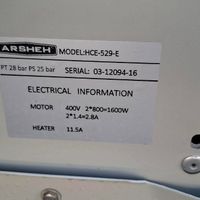 ARSHEH MODEL:HCE-529-E
PT 28 bar PS 25 bar SERIAL: 03-12094-16
ELECTRICAL INFORMATION
MOTOR 400V 2*800=1600W
2*1.4=2.8A
HEATER 11.5A